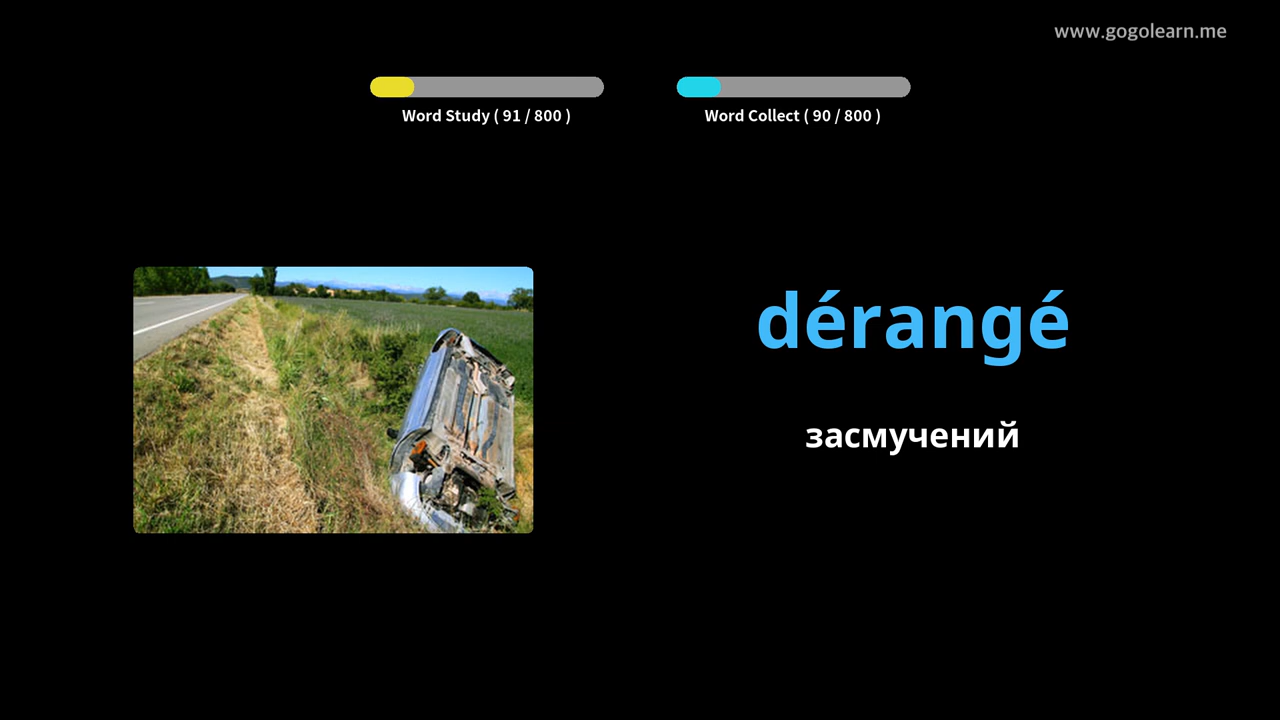 www.gogolearn.me
Word Study ( 91 / 800 )
Word Collect ( 90 / 800 )
dérangé
засмучений